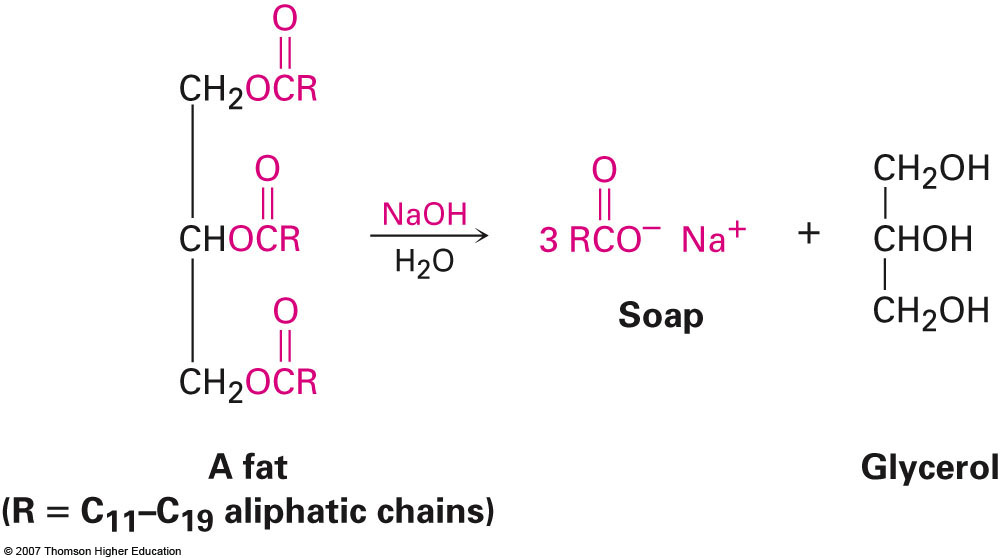 O
CH₂OCR
O
CHOCR
O
CH₂OCR
A fat
(R = C₁₁–C₁₉ aliphatic chains)
NaOH
H₂O
O
3 RCO⁻ Na⁺
Soap
+
CH₂OH
CHOH
CH₂OH
Glycerol
© 2007 Thomson Higher Education